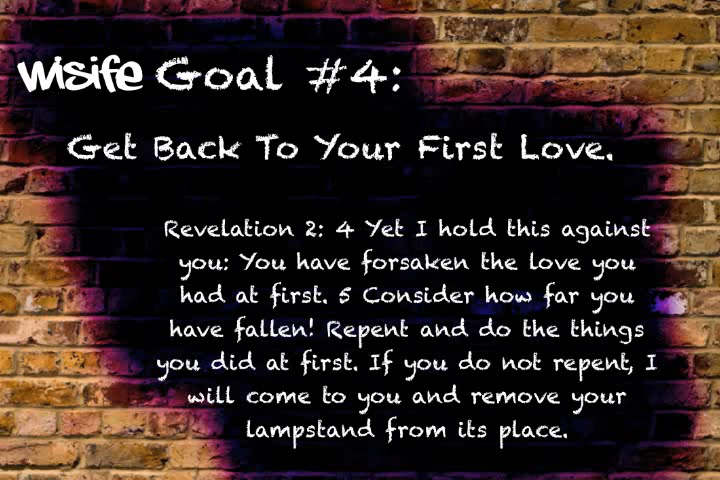 wisife Goal #4:
Get Back To Your First Love.
Revelation 2: 4 Yet I hold this against
you: You have forsaken the love you
had at first. 5 Consider how far you
have fallen! Repent and do the things
you did at first. If you do not repent, I
will come to you and remove your
lampstand from its place.